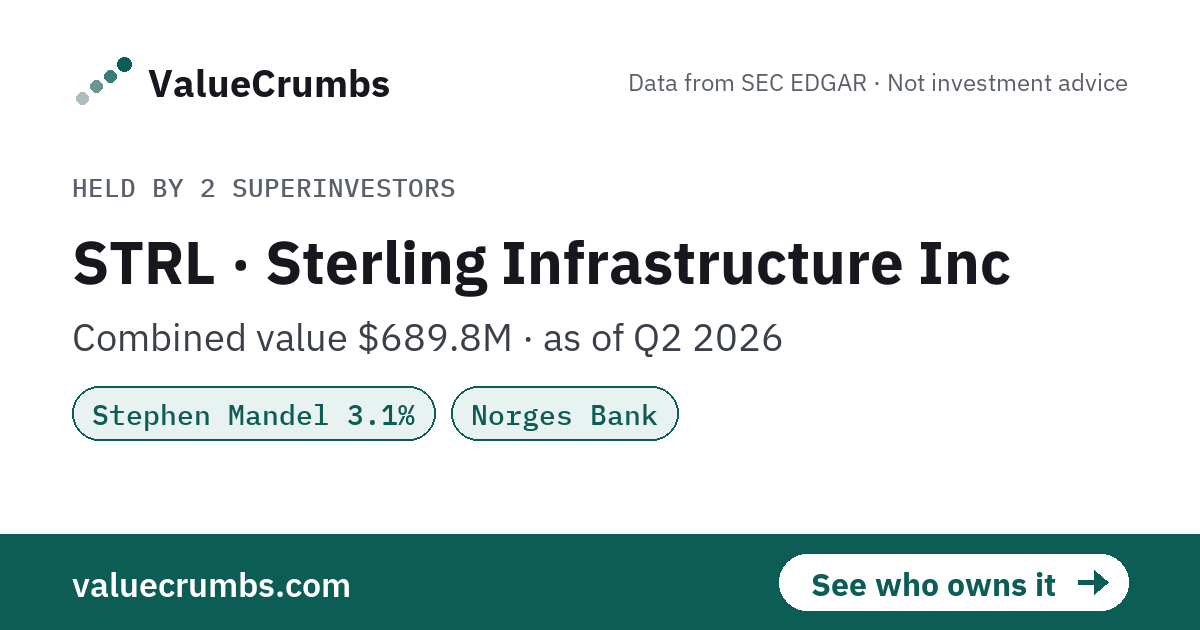 ValueCrumbs
Data from SEC EDGAR · Not investment advice
HELD BY 2 SUPERINVESTORS
STRL · Sterling Infrastructure Inc
Combined value $689.8M · as of Q2 2026
Stephen Mandel 3.1%
Norges Bank
valuecrumbs.com
See who owns it →